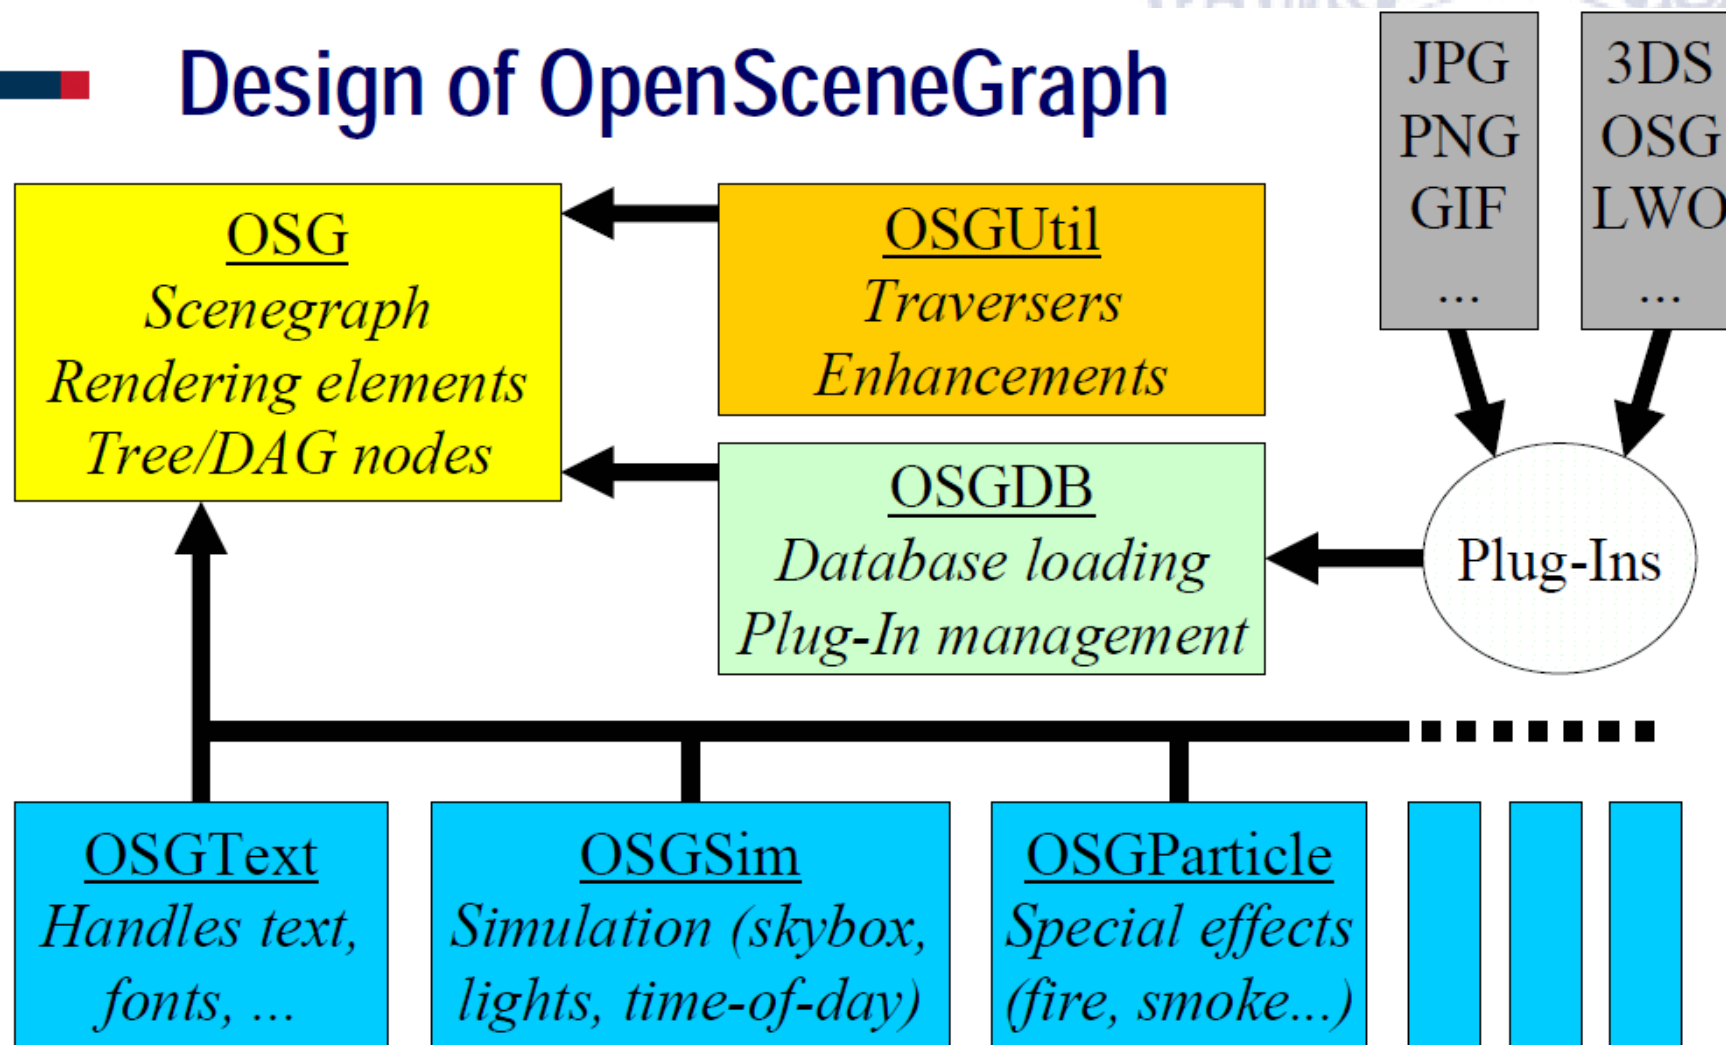 Design of OpenSceneGraph
JPG
PNG
GIF
...
3DS
OSG
LWO
...
OSG
Scenegraph
Rendering elements
Tree/DAG nodes
OSGUtil
Traversers
Enhancements
OSGDB
Database loading
Plug-In management
Plug-Ins
OSGText
Handles text,
fonts, ...
OSGSim
Simulation (skybox,
lights, time-of-day)
OSGParticle
Special effects
(fire, smoke...)